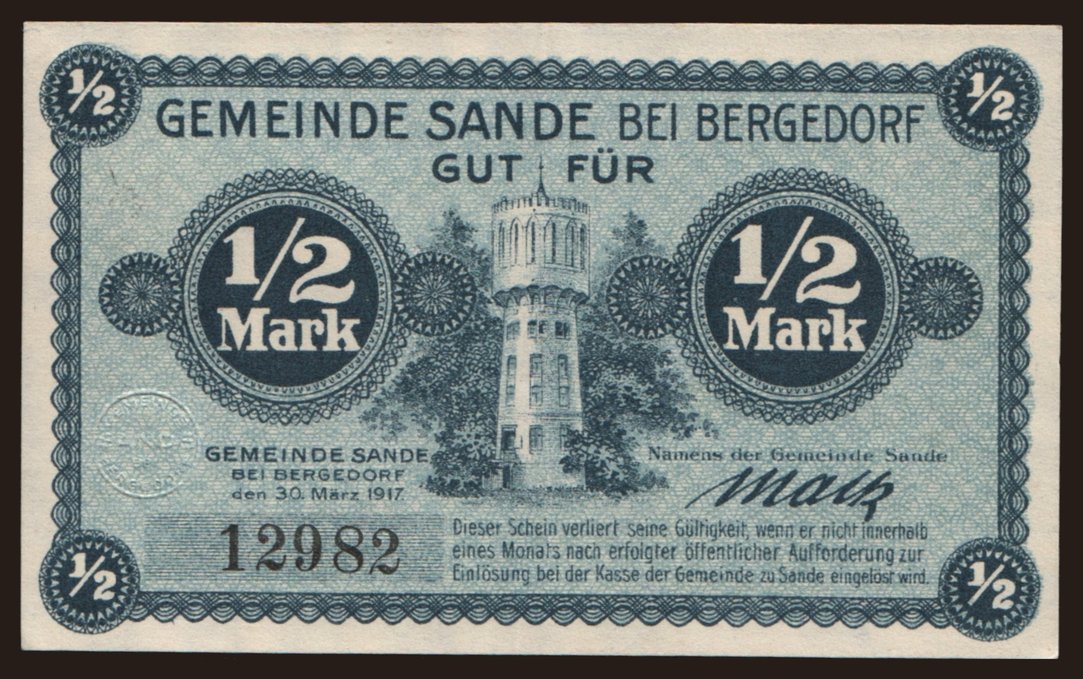 1/2 1/2
GEMEINDE SANDE BEI BERGEDORF
GUT FÜR
1/2 Mark
1/2 Mark
GEMEINDE SANDE
BEI BERGEDORF
den 30. März 1917.
Namens der Gemeinde Sande
12982
Dieser Schein verliert seine Gültigkeit, wenn er nicht innerhalb
eines Monats nach erfolgter öffentlicher Aufforderung zur
Einlösung bei der Kasse der Gemeinde zu Sande eingelöst wird.
1/2 1/2